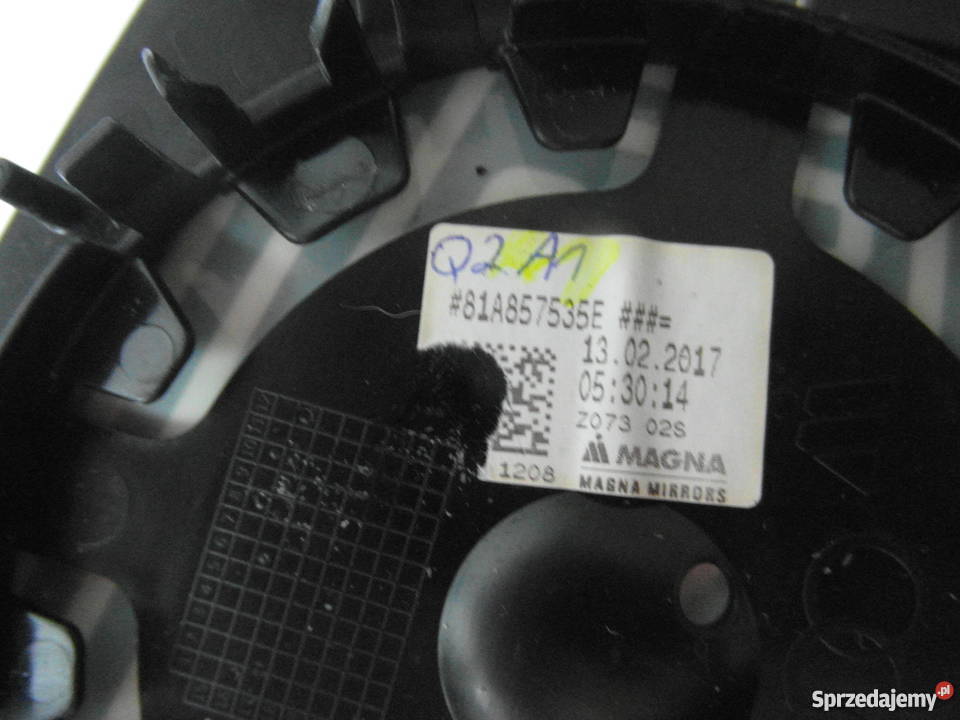 Q2 A1
#81A857535E ###=
13.02.2017
05:30:14
Z073 02S
MAGNA
1208
MAGNA MIRRORS
Sprzedajemy.pl